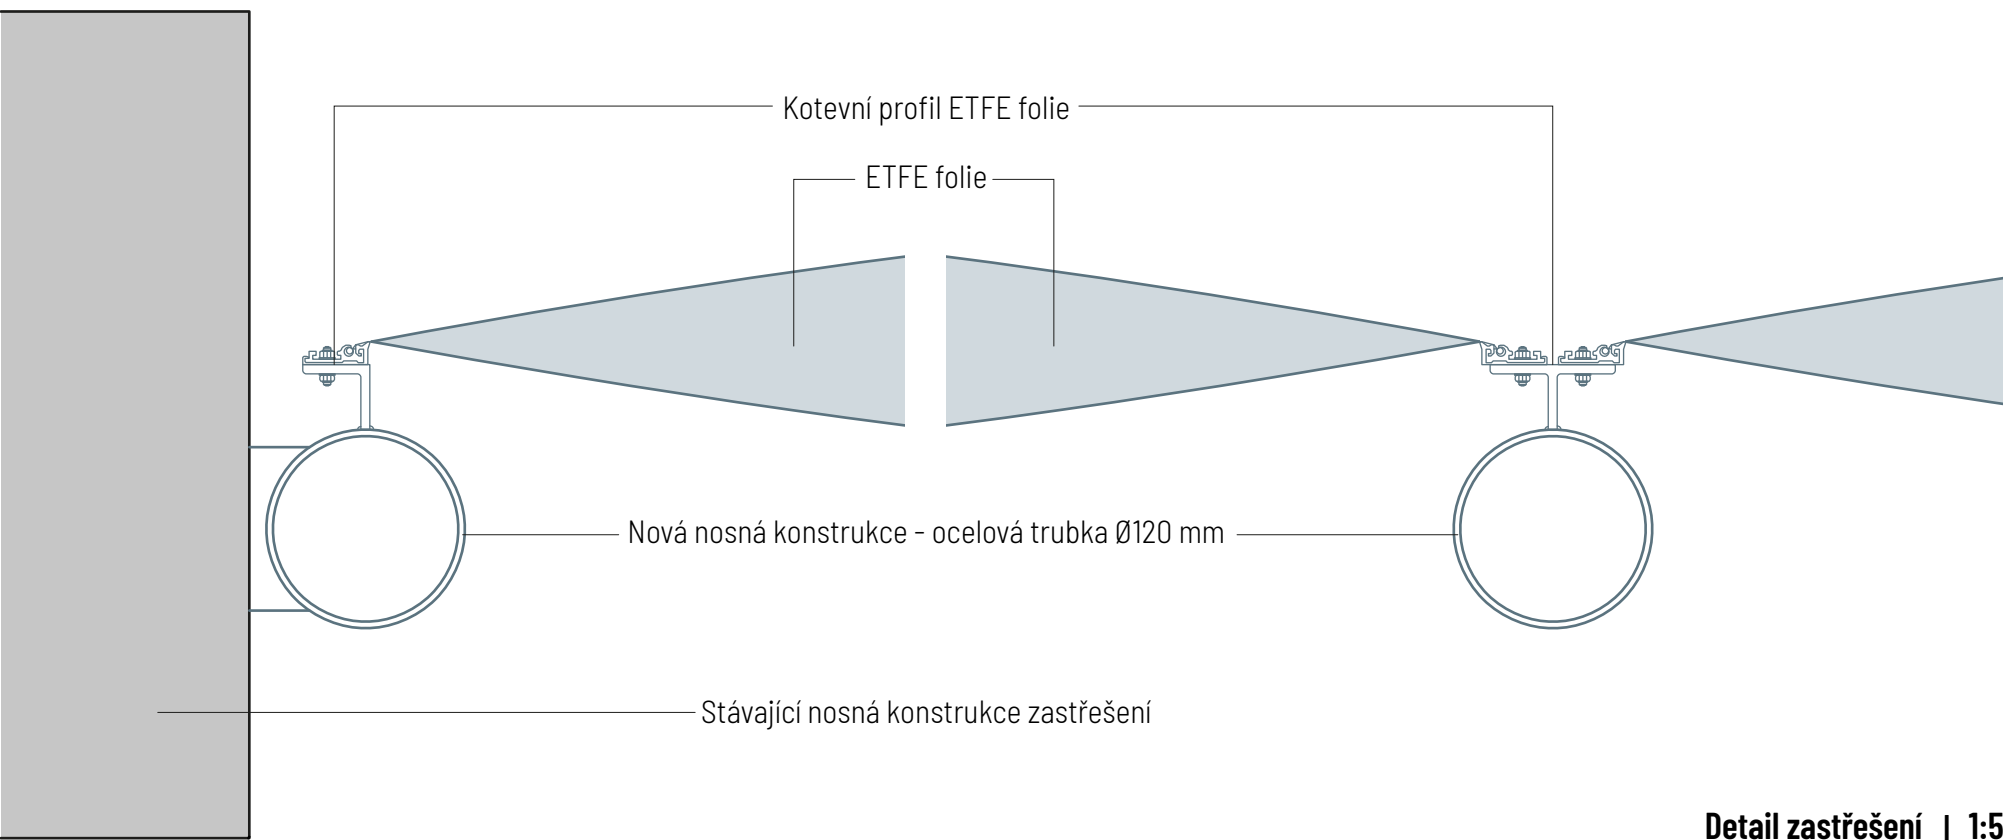 Kotevní profil ETFE folie
ETFE folie
Nová nosná konstrukce - ocelová trubka Ø120 mm
Stávající nosná konstrukce zastřešení
Detail zastřešení | 1:5